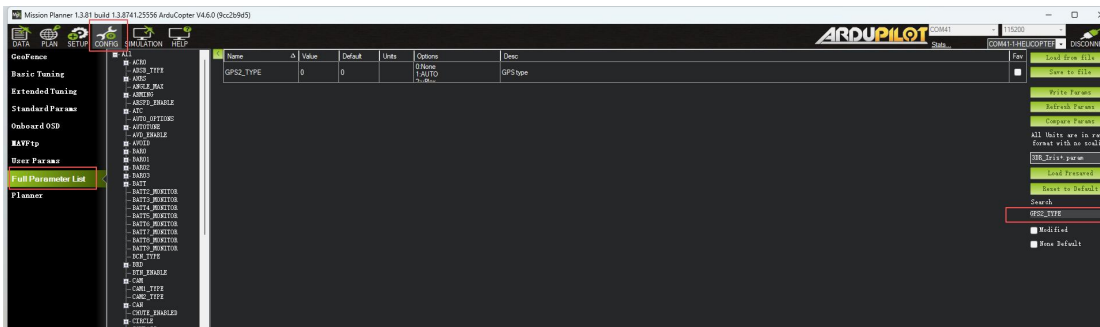 Mission Planner 1.3.81 build 1.3.8741.25556 ArduCopter V4.6.0 (9cc2b9d5)
DATA PLAN SETUP CONFIG SIMULATION HELP
ARDUPILOT
COM41 115200
Stats... COM41-1-HELICOPTER DISCONN
GeoFence
Basic Tuning
Extended Tuning
Standard Params
Onboard OSD
MAVFtp
User Params
Full Parameter List
Planner
All
ACRO
ADSB_TYPE
AHRS
ANGLE_MAX
ARMING
ARSPD_ENABLE
ATC
AUTO_OPTIONS
AUTOTUNE
AVD_ENABLE
AVOID
BARO
BARO1
BARO2
BARO3
BATT
BATT2_MONITOR
BATT3_MONITOR
BATT4_MONITOR
BATT5_MONITOR
BATT6_MONITOR
BATT7_MONITOR
BATT8_MONITOR
BATT9_MONITOR
BCN_TYPE
BRD
BTN_ENABLE
CAM
CAM1_TYPE
CAM2_TYPE
CAN
CHUTE_ENABLED
CIRCLE
Name Value Default Units Options Desc Fav
GPS2_TYPE 0 0 0:None GPS type
1:AUTO
Load from file
Save to file
Write Params
Refresh Params
Compare Params
All Units are in ra
format with no scali
3DR_Iris+.param
Load Presaved
Reset to Default
Search
GPS2_TYPE
Modified
None Default